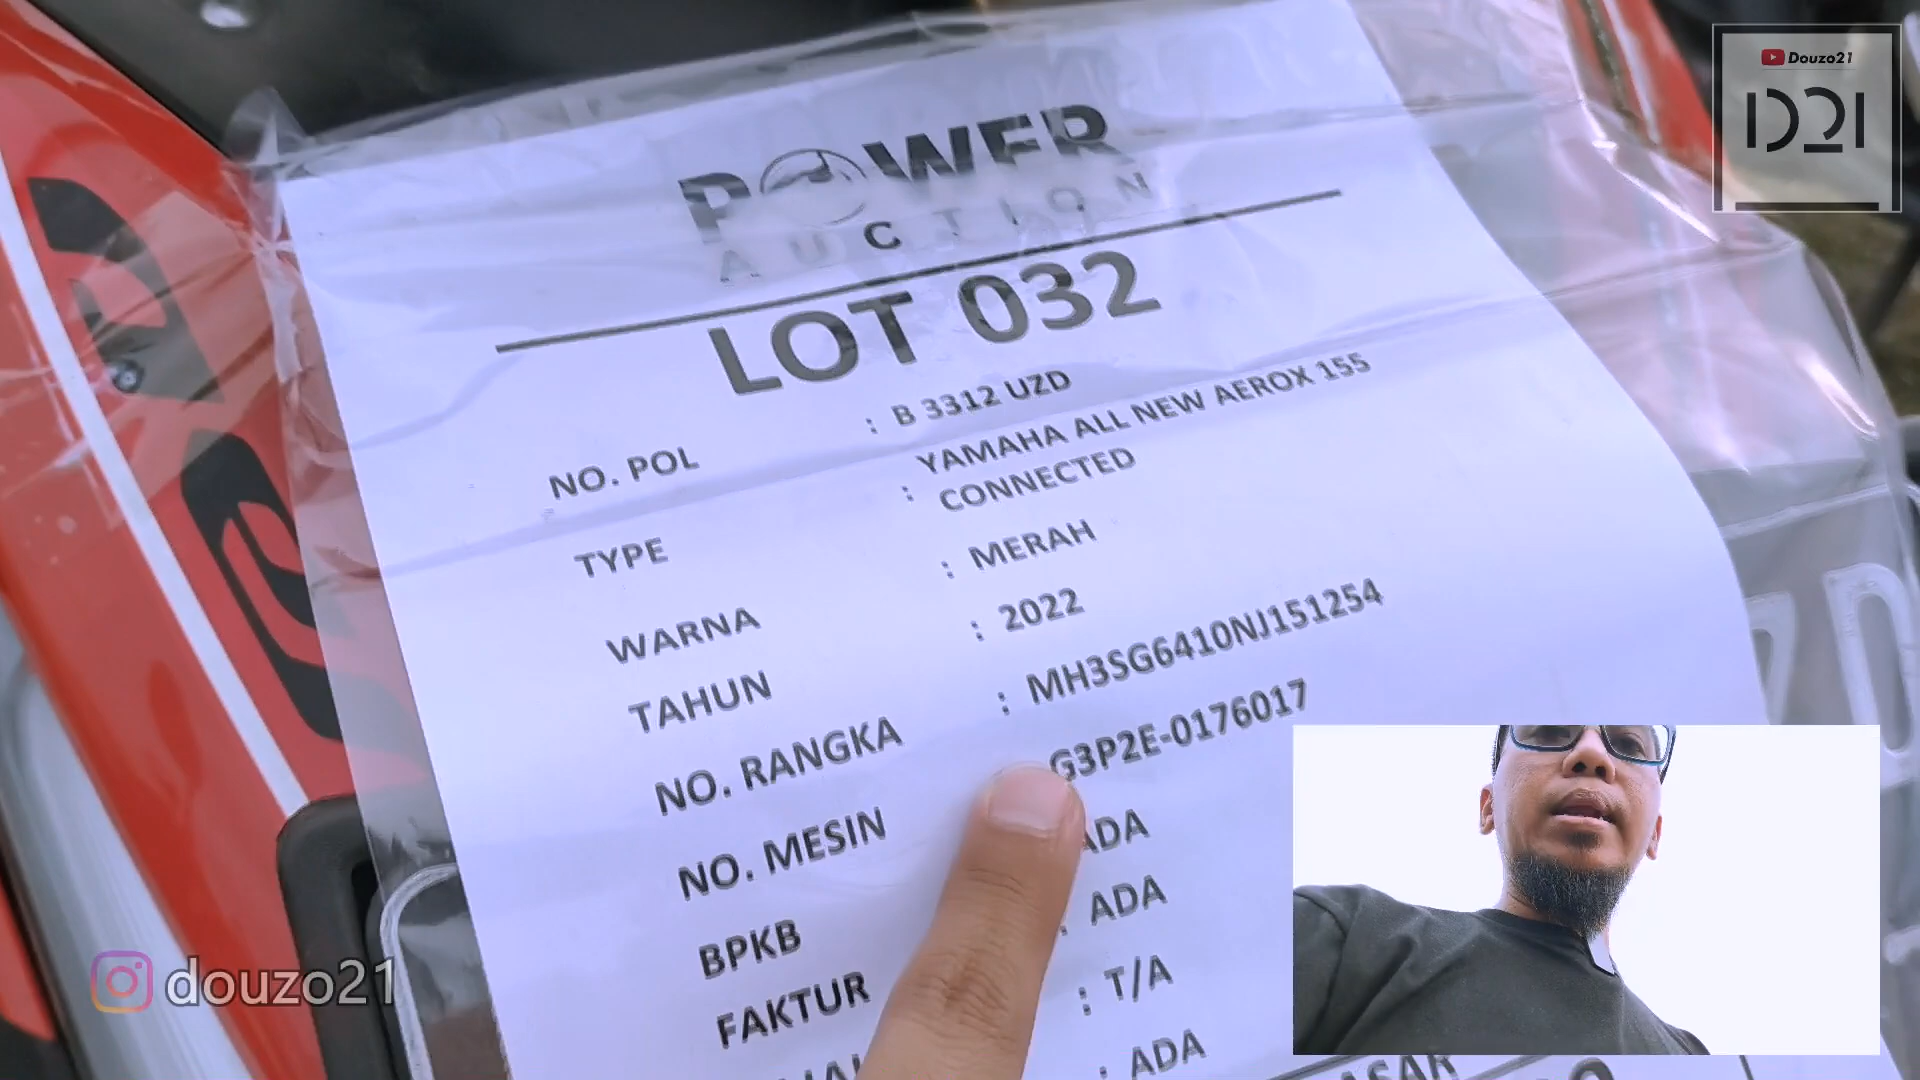 Douzo21
D21
POWER
AUCTION
LOT 032
NO. POL : B 3312 UZD
TYPE : YAMAHA ALL NEW AEROX 155
CONNECTED
WARNA : MERAH
TAHUN : 2022
NO. RANGKA : MH3SG6410NJ151254
NO. MESIN G3P2E-0176017
BPKB ADA
FAKTUR : ADA
: T/A
: ADA
douzo21